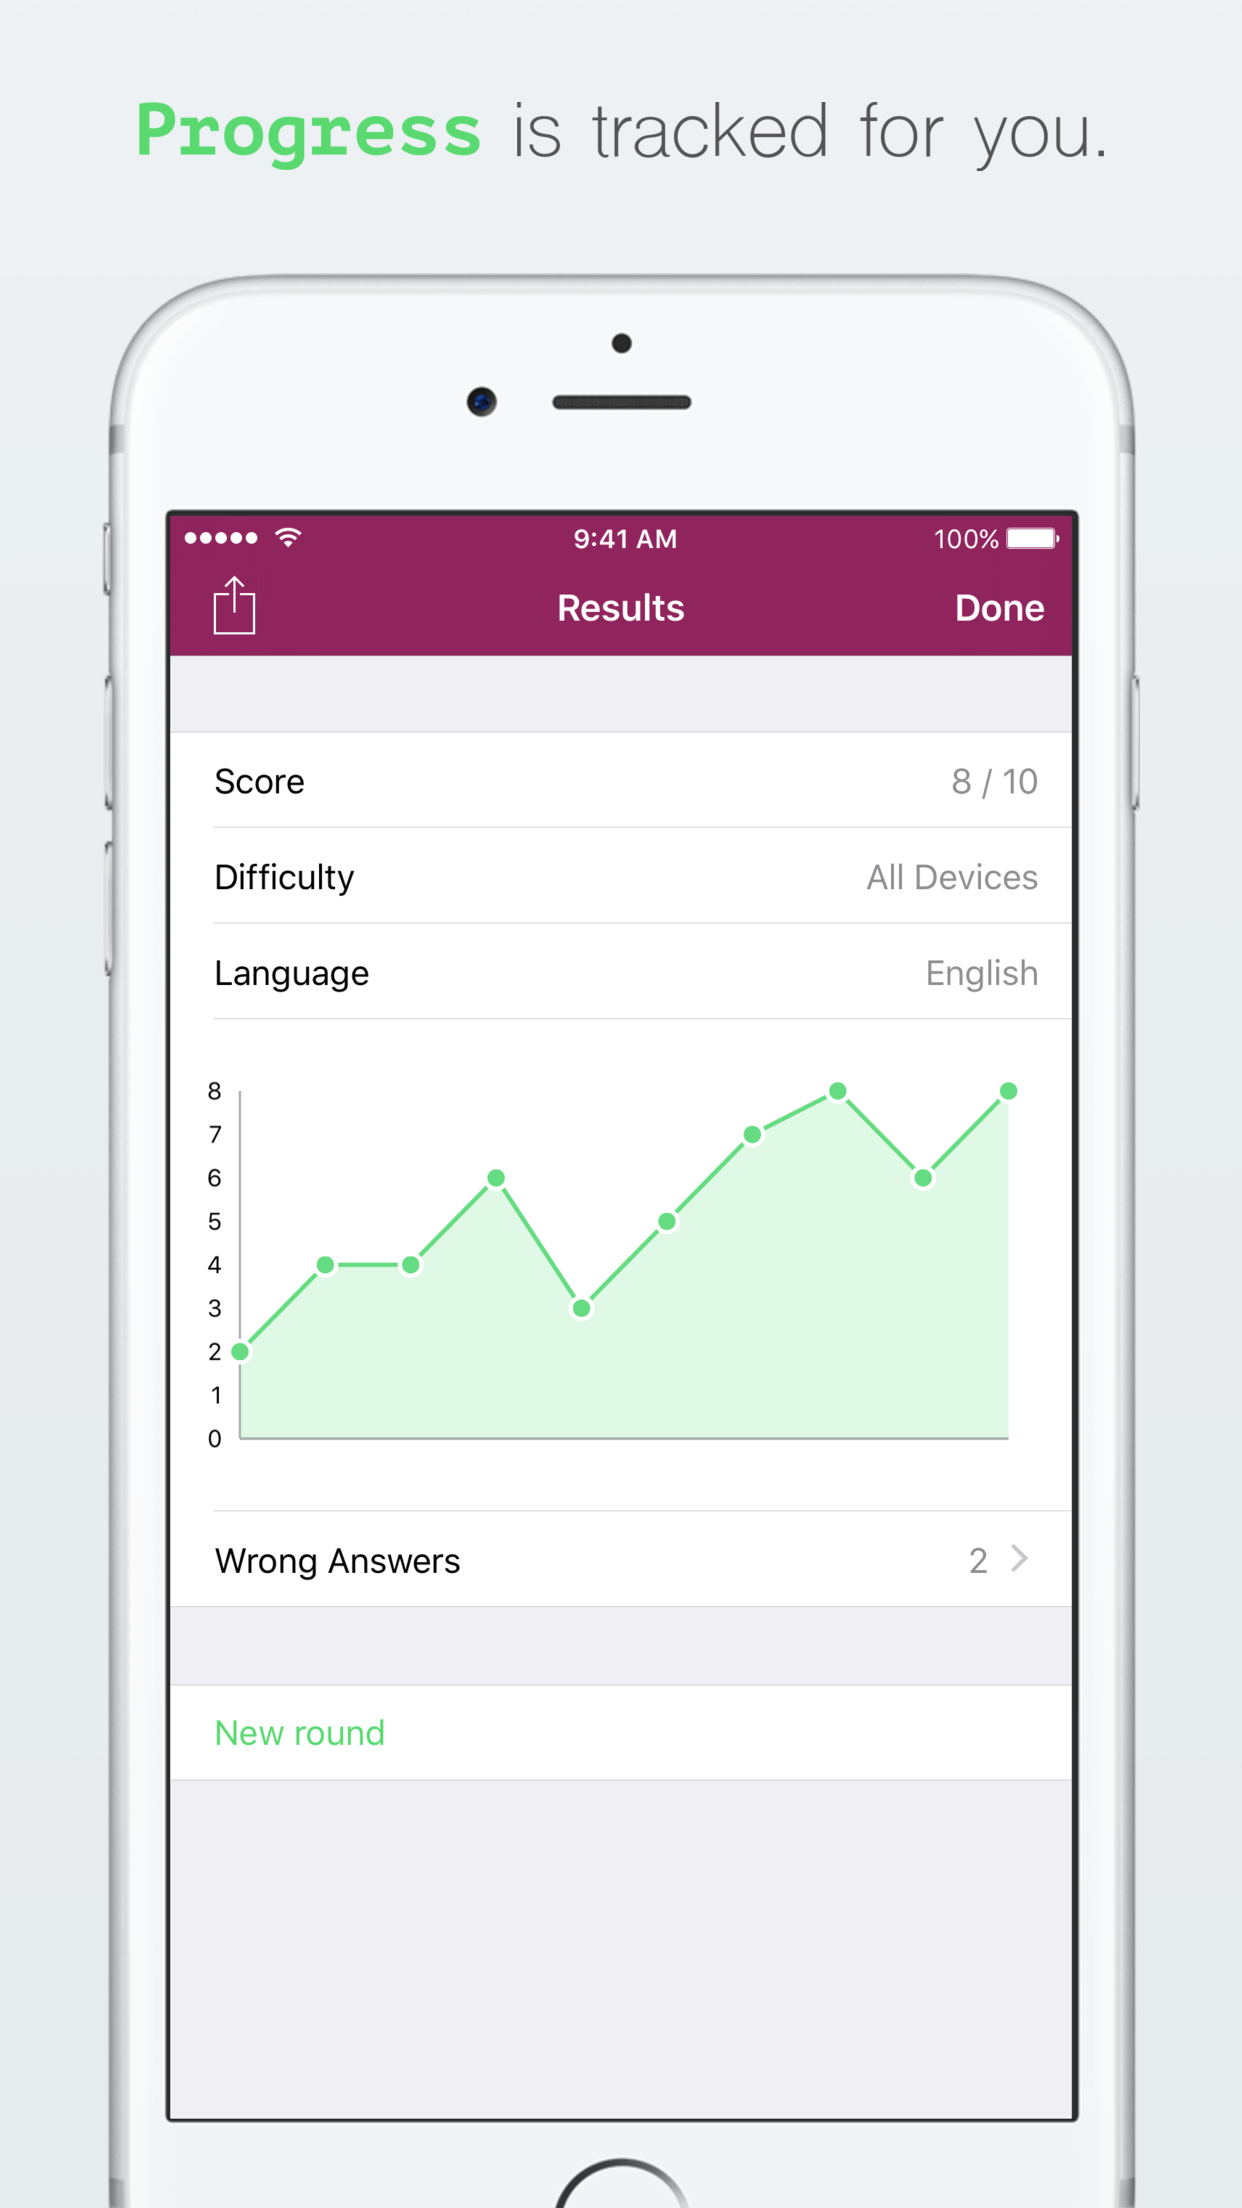 Progress is tracked for you.
9:41 AM 100%
Results Done
Score 8 / 10
Difficulty All Devices
Language English
8
7
6
5
4
3
2
1
0
Wrong Answers 2
New round